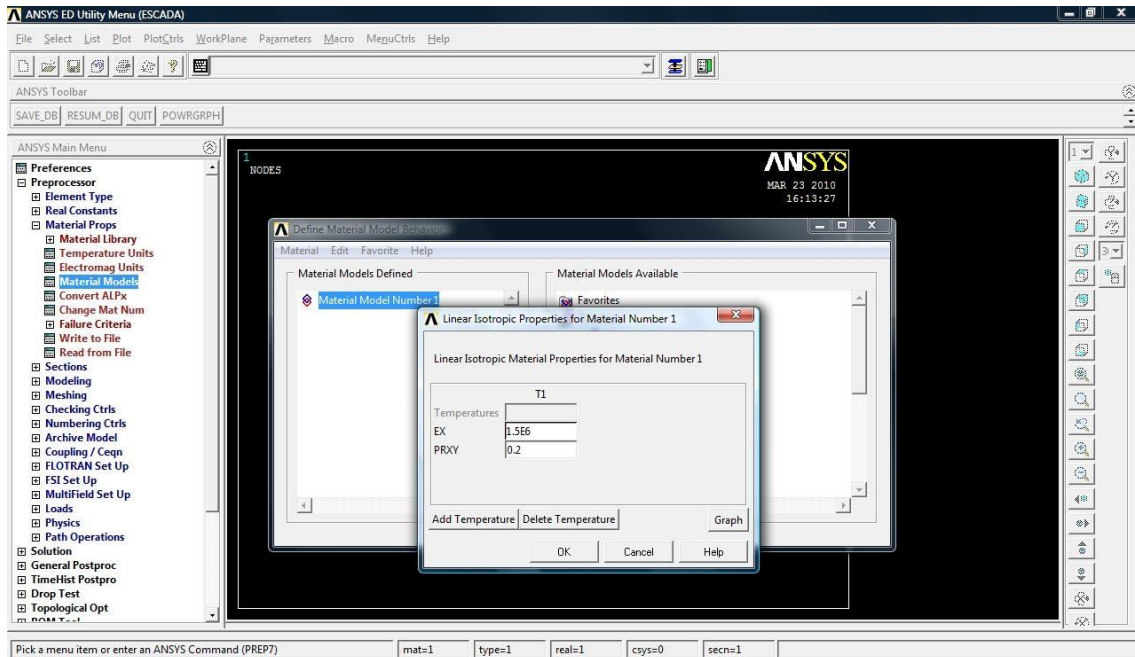 ANSYS ED Utility Menu (ESCADA)
File Select List Plot PlotCtrls WorkPlane Parameters Macro MenuCtrls Help
ANSYS Toolbar
SAVE_DB RESUM_DB QUIT POWRGRPH
ANSYS Main Menu
Preferences
Preprocessor
Element Type
Real Constants
Material Props
Material Library
Temperature Units
Electromag Units
Material Models
Convert ALPx
Change Mat Num
Failure Criteria
Write to File
Read from File
Sections
Modeling
Meshing
Checking Ctrls
Numbering Ctrls
Archive Model
Coupling / Ceqn
FLOTRAN Set Up
FSI Set Up
MultiField Set Up
Loads
Physics
Path Operations
Solution
General Postproc
TimeHist Postpro
Drop Test
Topological Opt
1
NODES
ANSYS
MAR 23 2010
16:13:27
Define Material Model Behavior
Material Edit Favorite Help
Material Models Defined
Material Models Available
Material Model Number 1
Favorites
Linear Isotropic Properties for Material Number 1
Linear Isotropic Material Properties for Material Number 1
T1
Temperatures
EX 1.5E6
PRXY 0.2
Add Temperature Delete Temperature Graph
OK Cancel Help
1
3
Pick a menu item or enter an ANSYS Command (PREP7) mat=1 type=1 real=1 csys=0 secn=1